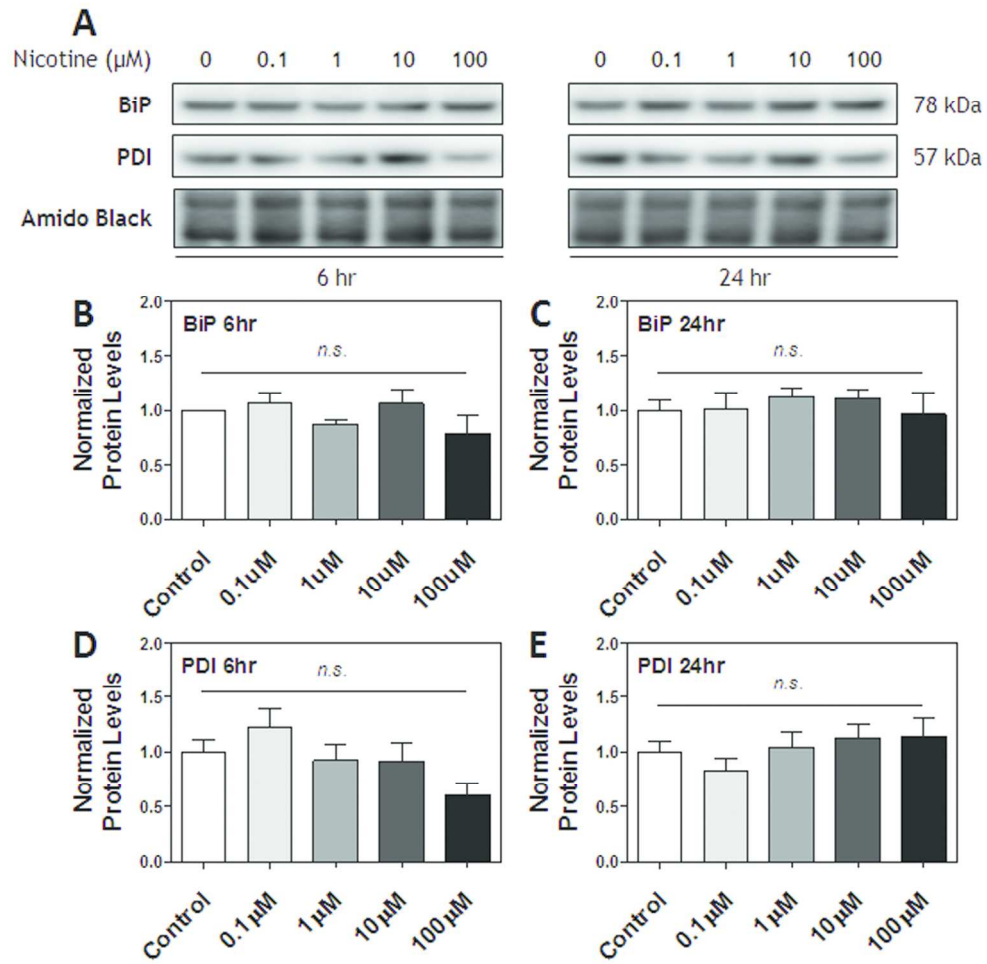 A
Nicotine (µM) 0 0.1 1 10 100 0 0.1 1 10 100
BiP 78 kDa
PDI 57 kDa
Amido Black
6 hr 24 hr
B
BiP 6hr
n.s.
Normalized
Protein Levels
2.0
1.5
1.0
0.5
0.0
Control 0.1uM 1uM 10uM 100uM
C
BiP 24hr
n.s.
Normalized
Protein Levels
2.0
1.5
1.0
0.5
0.0
Control 0.1uM 1uM 10uM 100uM
D
PDI 6hr
n.s.
Normalized
Protein Levels
2.0
1.5
1.0
0.5
0.0
Control 0.1µM 1µM 10µM 100µM
E
PDI 24hr
n.s.
Normalized
Protein Levels
2.0
1.5
1.0
0.5
0.0
Control 0.1µM 1µM 10µM 100µM